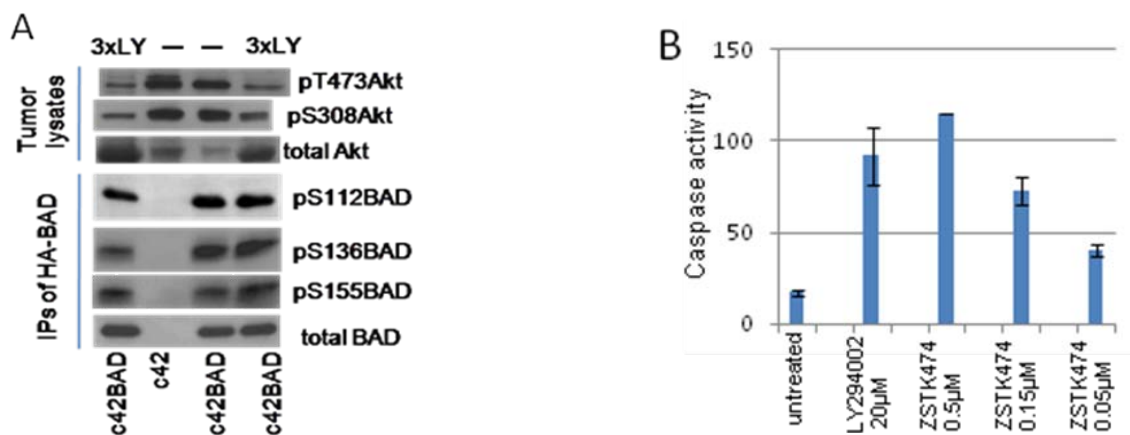 A
3xLY — — 3xLY
Tumor
lysates
pT473Akt
pS308Akt
total Akt
IPs of HA-BAD
pS112BAD
pS136BAD
pS155BAD
total BAD
c42BAD
c42
c42BAD
c42BAD
B
Caspase activity
150
100
50
0
untreated
LY294002
20µM
ZSTK474
0.5µM
ZSTK474
0.15µM
ZSTK474
0.05µM